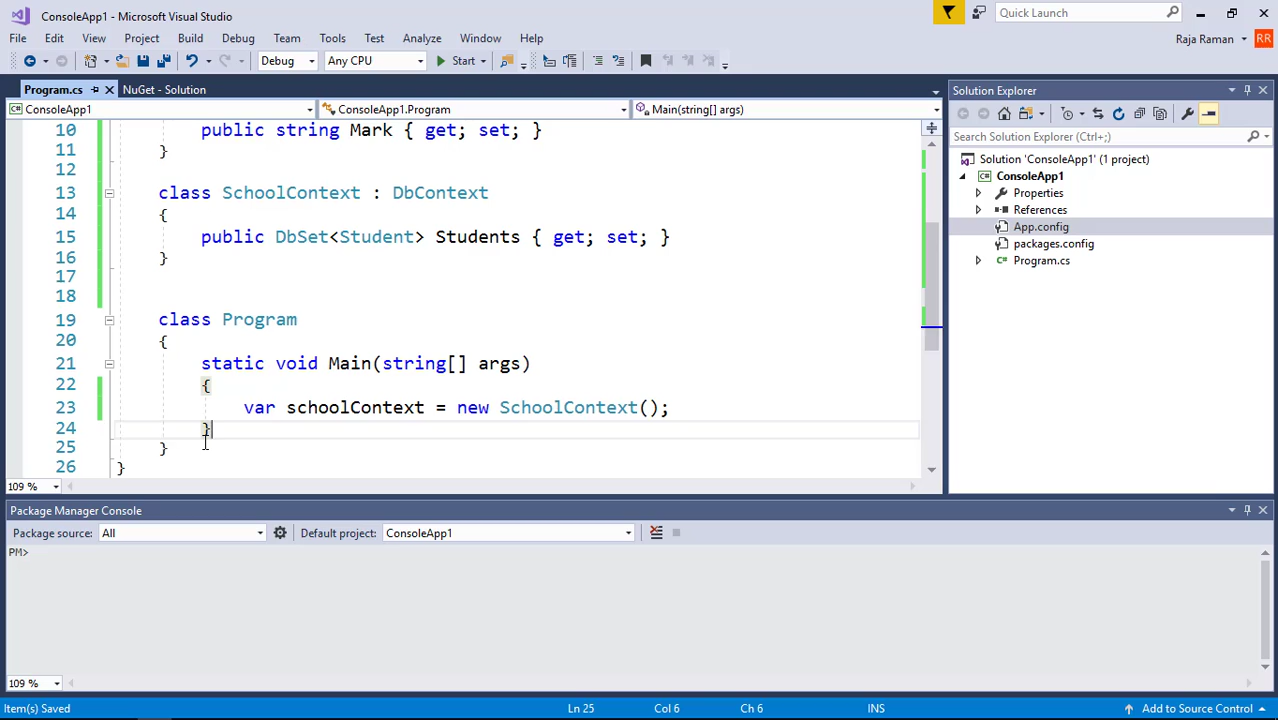 ConsoleApp1 - Microsoft Visual Studio
Quick Launch
File Edit View Project Build Debug Team Tools Test Analyze Window Help
Raja Raman RR
Debug Any CPU Start
Program.cs NuGet - Solution
ConsoleApp1 ConsoleApp1.Program Main(string[] args)
10 public string Mark { get; set; }
11 }
12
13 class SchoolContext : DbContext
14 {
15 public DbSet<Student> Students { get; set; }
16 }
17
18
19 class Program
20 {
21 static void Main(string[] args)
22 {
23 var schoolContext = new SchoolContext();
24 }
25 }
26 }
109 %
Solution Explorer
Search Solution Explorer (Ctrl+;)
Solution 'ConsoleApp1' (1 project)
C# ConsoleApp1
Properties
References
App.config
packages.config
C# Program.cs
Package Manager Console
Package source: All Default project: ConsoleApp1
PM>
109 %
Item(s) Saved Ln 25 Col 6 Ch 6 INS Add to Source Control